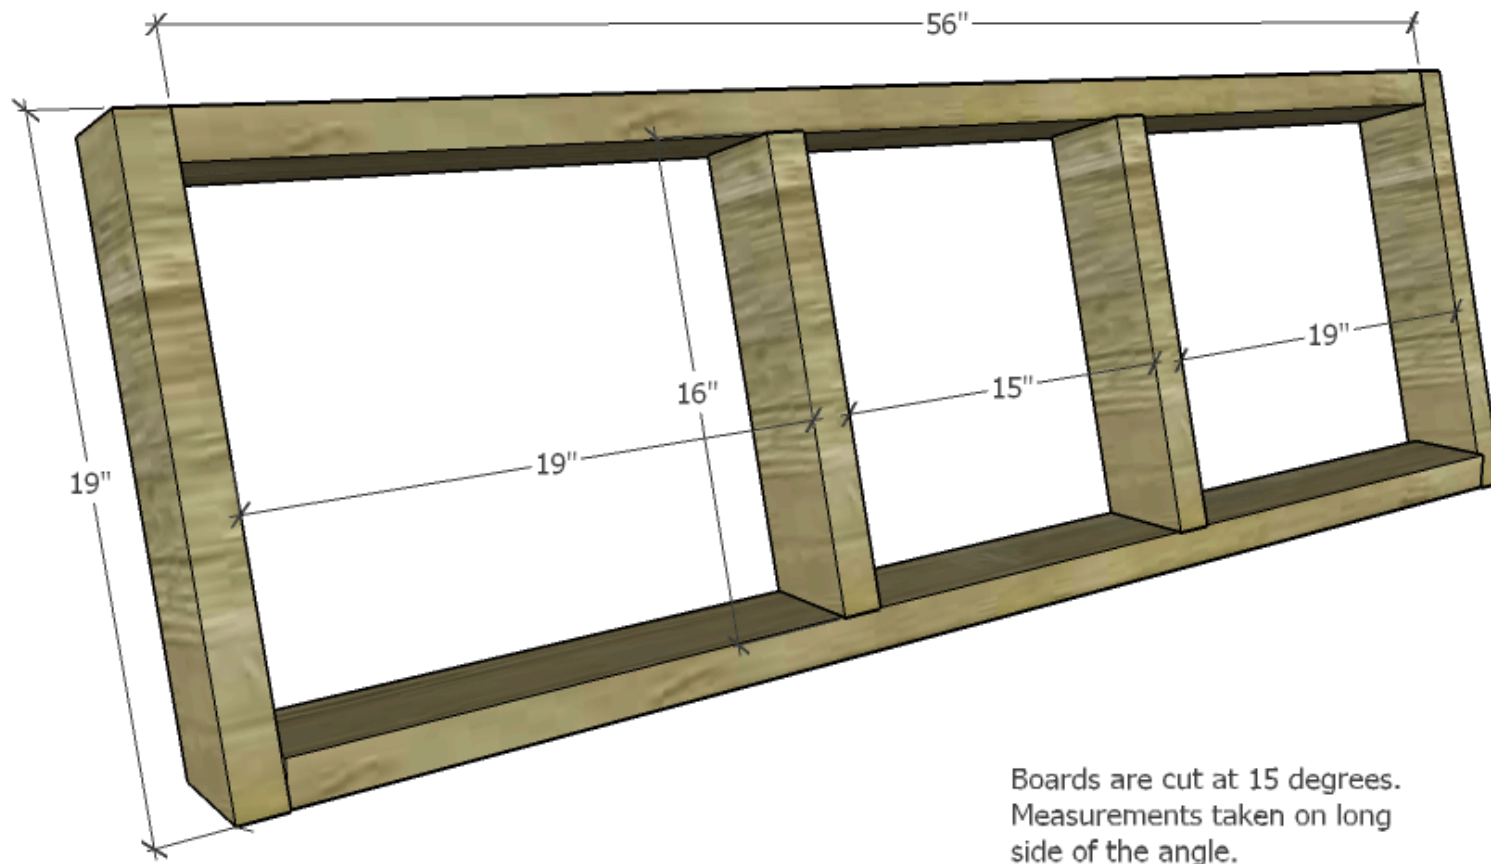 56"
19"
16"
19"
15"
19"
Boards are cut at 15 degrees.
Measurements taken on long
side of the angle.